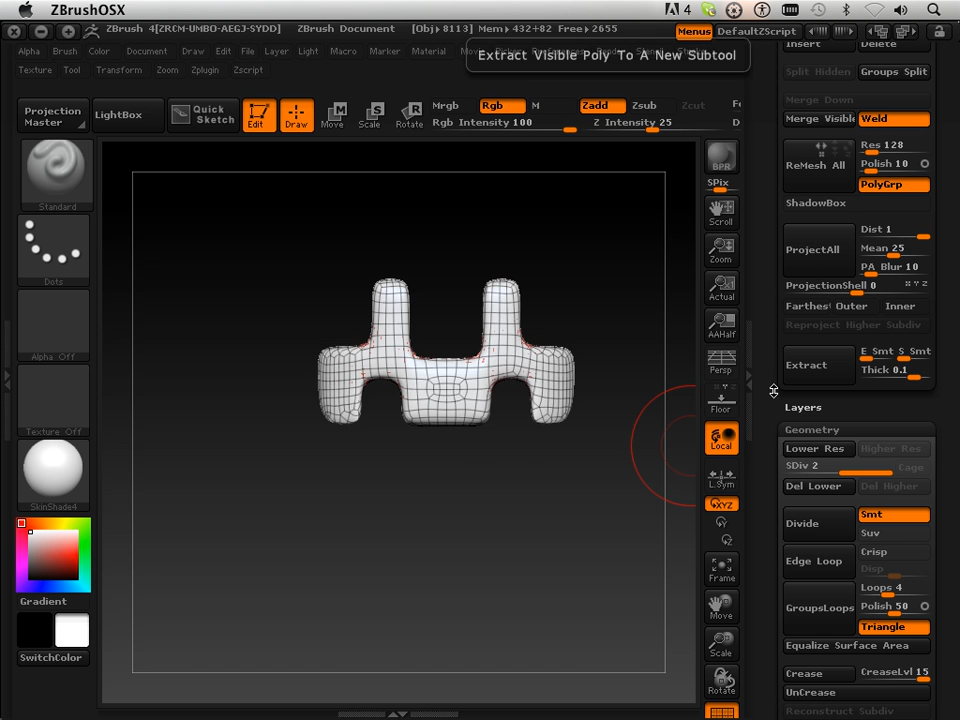 ZBrushOSX
4
ZBrush 4[ZRCM-UMBO-AEGJ-SYDD]
ZBrush Document
[Obj▸8113] Mem▸432+82 Free▸2655
Menus
DefaultZScript
Alpha Brush Color Document Draw Edit File Layer Light Macro Marker Material
Texture Tool Transform Zoom Zplugin Zscript
Extract Visible Poly To A New Subtool
Projection
Master
LightBox
Quick
Sketch
Edit
Draw
Move
Scale
Rotate
Mrgb Rgb M Zadd Zsub Zcut
Rgb Intensity 100 Z Intensity 25
Standard
Dots
Alpha Off
Texture Off
SkinShade4
Gradient
SwitchColor
BPR
SPix
Scroll
Zoom
Actual
AAHalf
Persp
Floor
Local
L.Sym
XYZ
Frame
Move
Scale
Rotate
Insert Delete
Split Hidden Groups Split
Merge Down
Merge Visible Weld
ReMesh All
Res 128
Polish 10
PolyGrp
ShadowBox
ProjectAll
Dist 1
Mean 25
PA Blur 10
ProjectionShell 0
Farthes Outer Inner
Reproject Higher Subdiv
Extract
E Smt S Smt
Thick 0.1
Layers
Geometry
Lower Res Higher Res
SDiv 2 Cage
Del Lower Del Higher
Divide
Smt
Suv
Edge Loop
Crisp
Disp
GroupsLoops
Loops 4
Polish 50
Triangle
Equalize Surface Area
Crease CreaseLvl 15
UnCrease
Reconstruct Subdiv